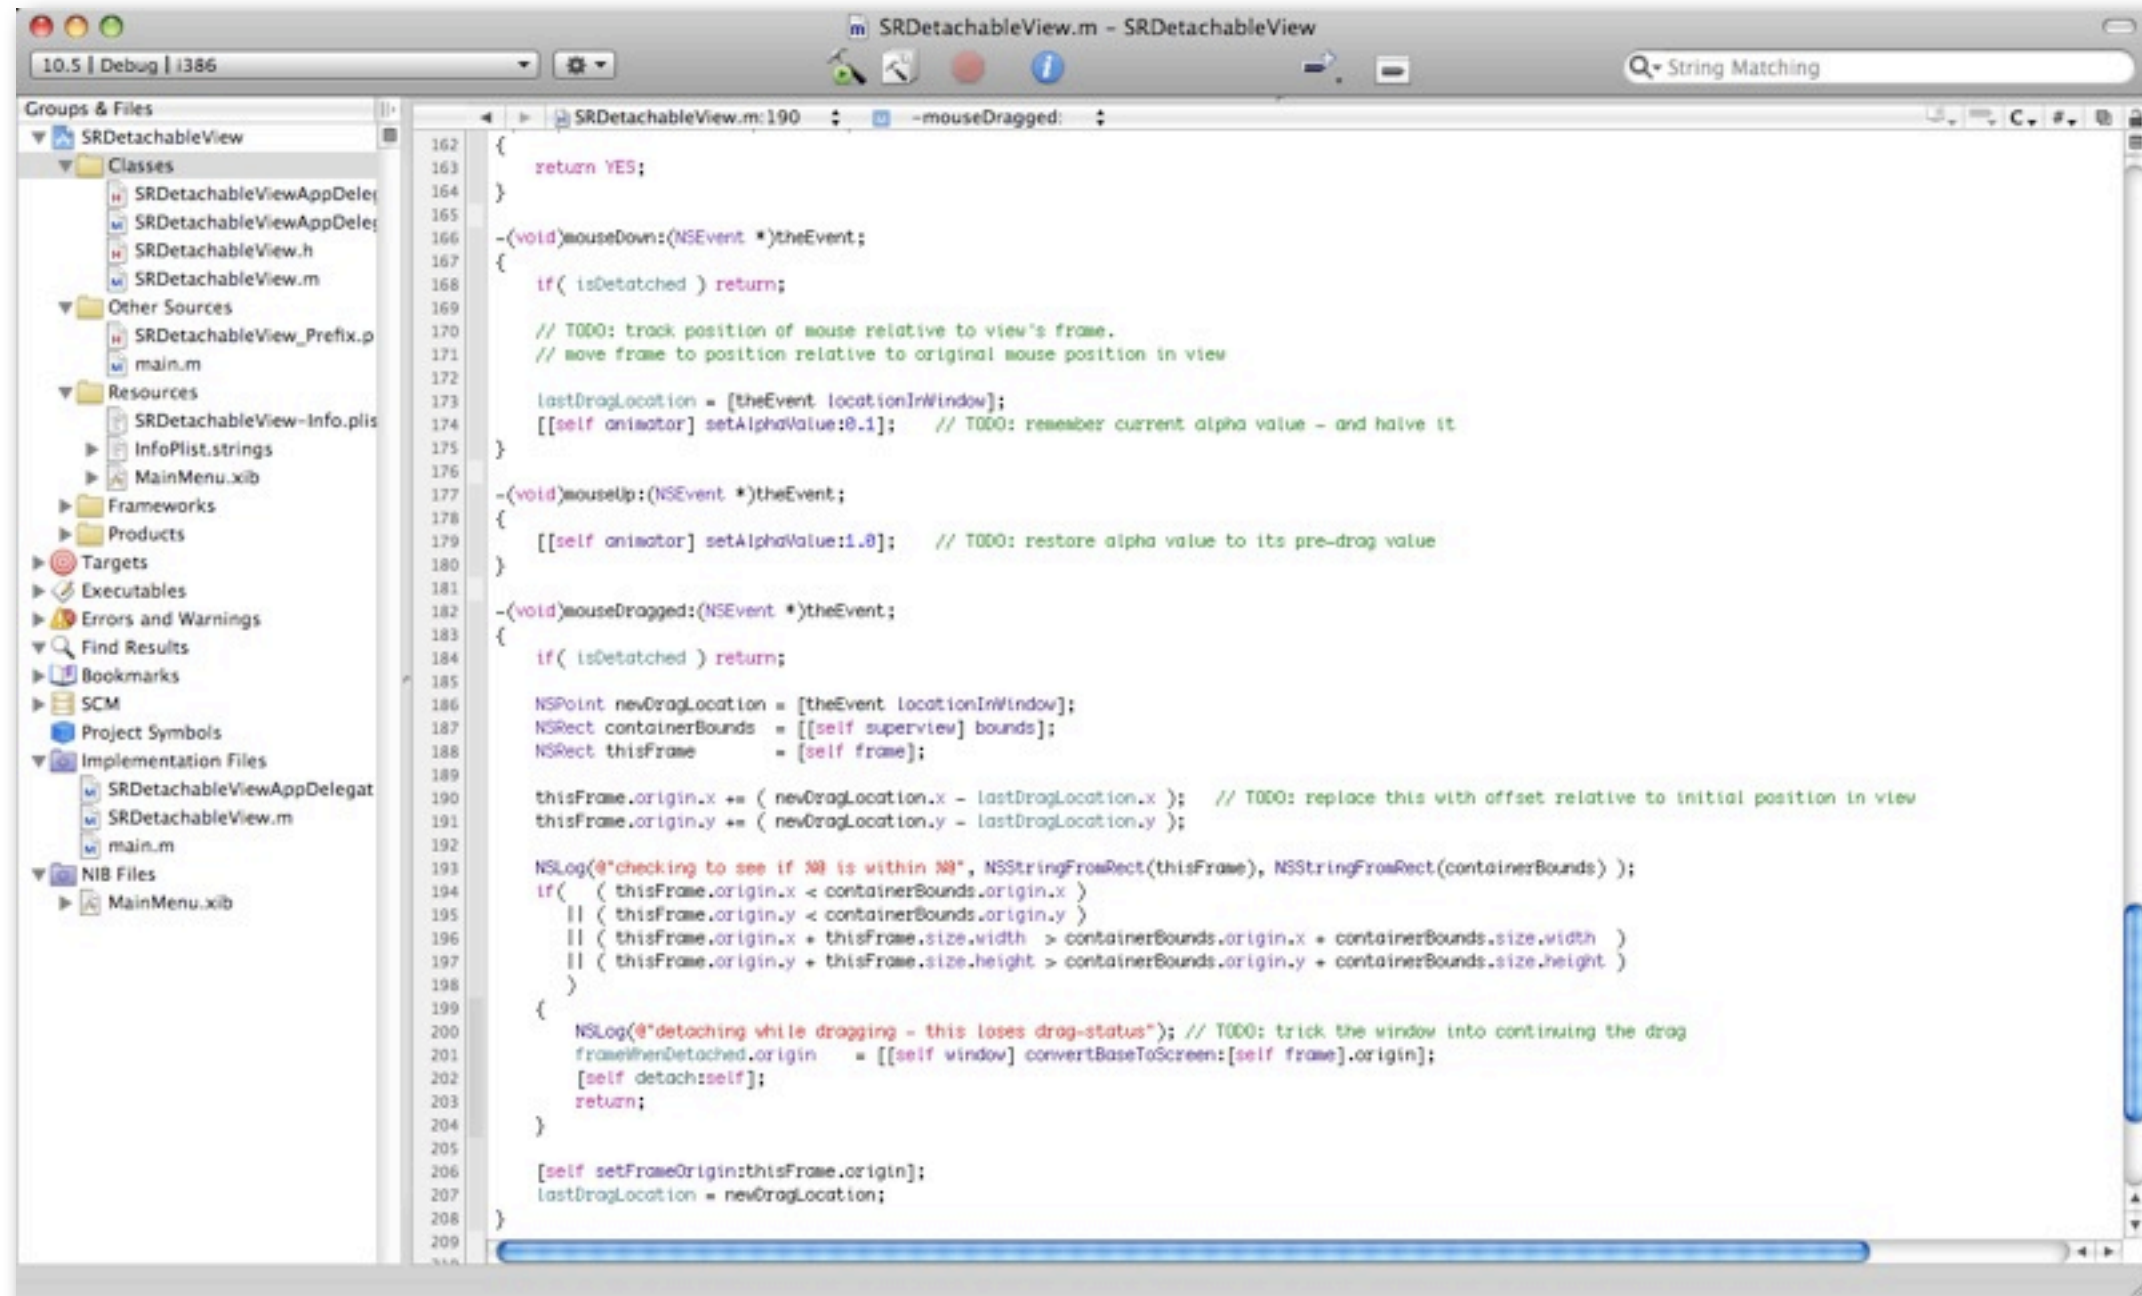 SRDetachableView.m – SRDetachableView
10.5 | Debug | i386
String Matching
Groups & Files
SRDetachableView
Classes
SRDetachableViewAppDeleg
SRDetachableViewAppDeleg
SRDetachableView.h
SRDetachableView.m
Other Sources
SRDetachableView_Prefix.p
main.m
Resources
SRDetachableView-Info.plis
InfoPlist.strings
MainMenu.xib
Frameworks
Products
Targets
Executables
Errors and Warnings
Find Results
Bookmarks
SCM
Project Symbols
Implementation Files
SRDetachableViewAppDelegat
SRDetachableView.m
main.m
NIB Files
MainMenu.xib
SRDetachableView.m:190 -mouseDragged: C #
162 {
163 return YES;
164 }
165
166 -(void)mouseDown:(NSEvent *)theEvent;
167 {
168 if( isDetatched ) return;
169
170 // TODO: track position of mouse relative to view's frame.
171 // move frame to position relative to original mouse position in view
172
173 lastDragLocation = [theEvent locationInWindow];
174 [[self animator] setAlphaValue:0.1]; // TODO: remember current alpha value - and halve it
175 }
176
177 -(void)mouseUp:(NSEvent *)theEvent;
178 {
179 [[self animator] setAlphaValue:1.0]; // TODO: restore alpha value to its pre-drag value
180 }
181
182 -(void)mouseDragged:(NSEvent *)theEvent;
183 {
184 if( isDetatched ) return;
185
186 NSPoint newDragLocation = [theEvent locationInWindow];
187 NSRect containerBounds = [[self superview] bounds];
188 NSRect thisFrame = [self frame];
189
190 thisFrame.origin.x += ( newDragLocation.x - lastDragLocation.x ); // TODO: replace this with offset relative to initial position in view
191 thisFrame.origin.y += ( newDragLocation.y - lastDragLocation.y );
192
193 NSLog(@"checking to see if %@ is within %@", NSStringFromRect(thisFrame), NSStringFromRect(containerBounds) );
194 if( ( thisFrame.origin.x < containerBounds.origin.x )
195 || ( thisFrame.origin.y < containerBounds.origin.y )
196 || ( thisFrame.origin.x + thisFrame.size.width > containerBounds.origin.x + containerBounds.size.width )
197 || ( thisFrame.origin.y + thisFrame.size.height > containerBounds.origin.y + containerBounds.size.height )
198 )
199 {
200 NSLog(@"detaching while dragging - this loses drag-status"); // TODO: trick the window into continuing the drag
201 frameWhenDetached.origin = [[self window] convertBaseToScreen:[self frame].origin];
202 [self detach:self];
203 return;
204 }
205
206 [self setFrameOrigin:thisFrame.origin];
207 lastDragLocation = newDragLocation;
208 }
209